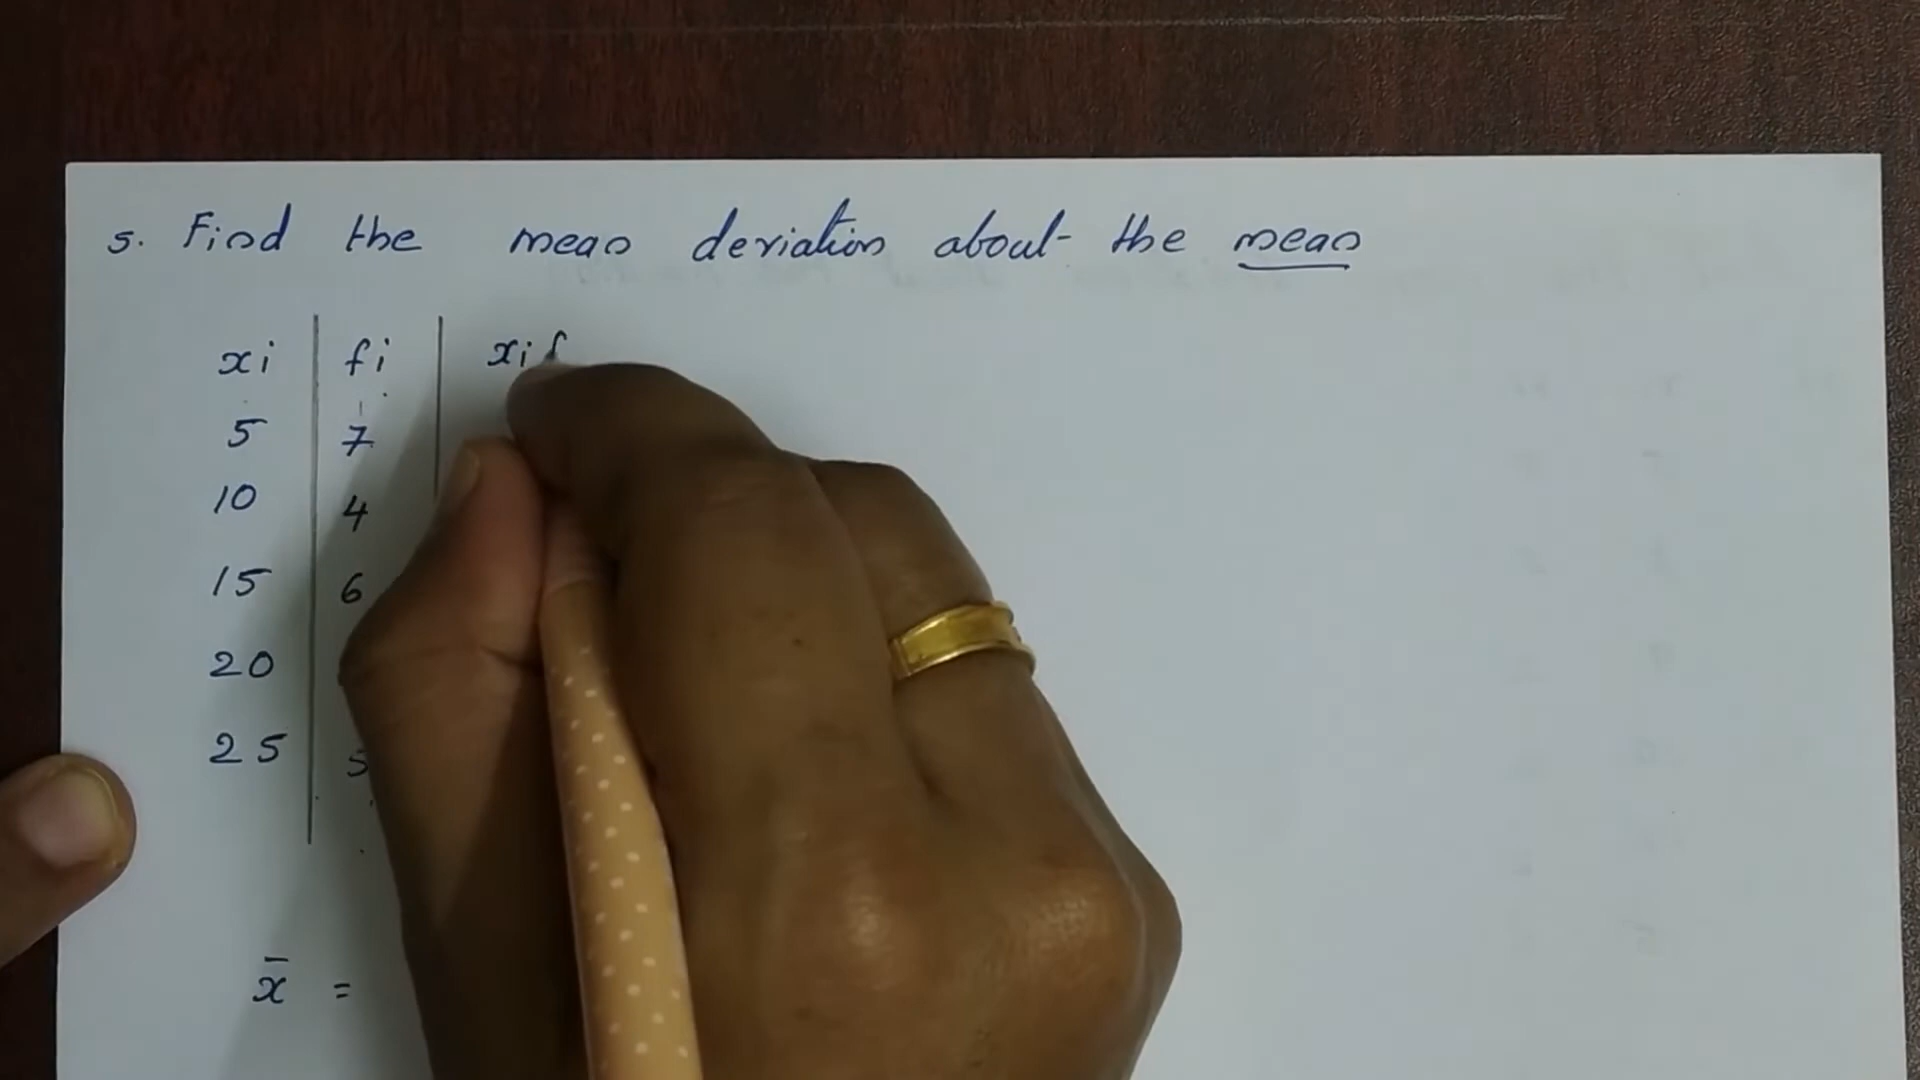 5. Find the mean deviation about the mean
xi fi xi f
5 7
10 4
15 6
20
25 5
x̄ =